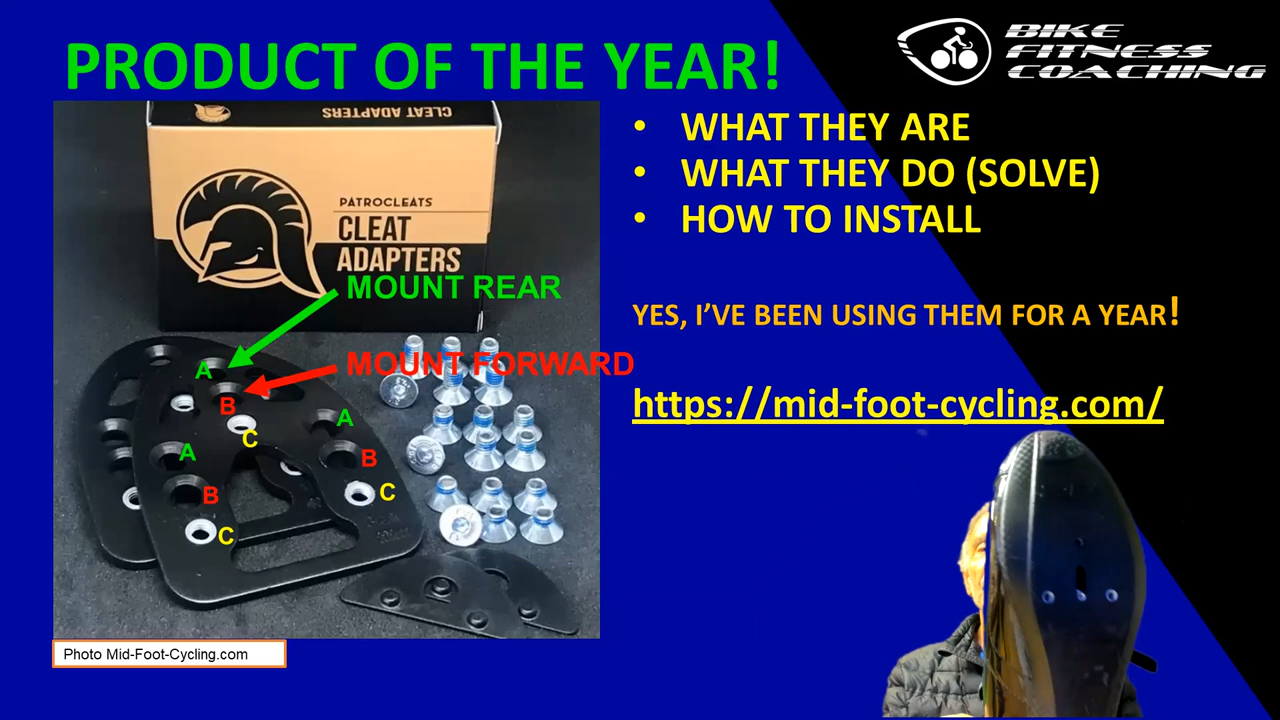 PRODUCT OF THE YEAR!
BIKE
FITNESS
COACHING
CLEAT ADAPTERS
PATROCLEATS
CLEAT
ADAPTERS
MOUNT REAR
MOUNT FORWARD
A
B
C
A
B
C
A
B
C
Photo Mid-Foot-Cycling.com
• WHAT THEY ARE
• WHAT THEY DO (SOLVE)
• HOW TO INSTALL
YES, I’VE BEEN USING THEM FOR A YEAR!
https://mid-foot-cycling.com/